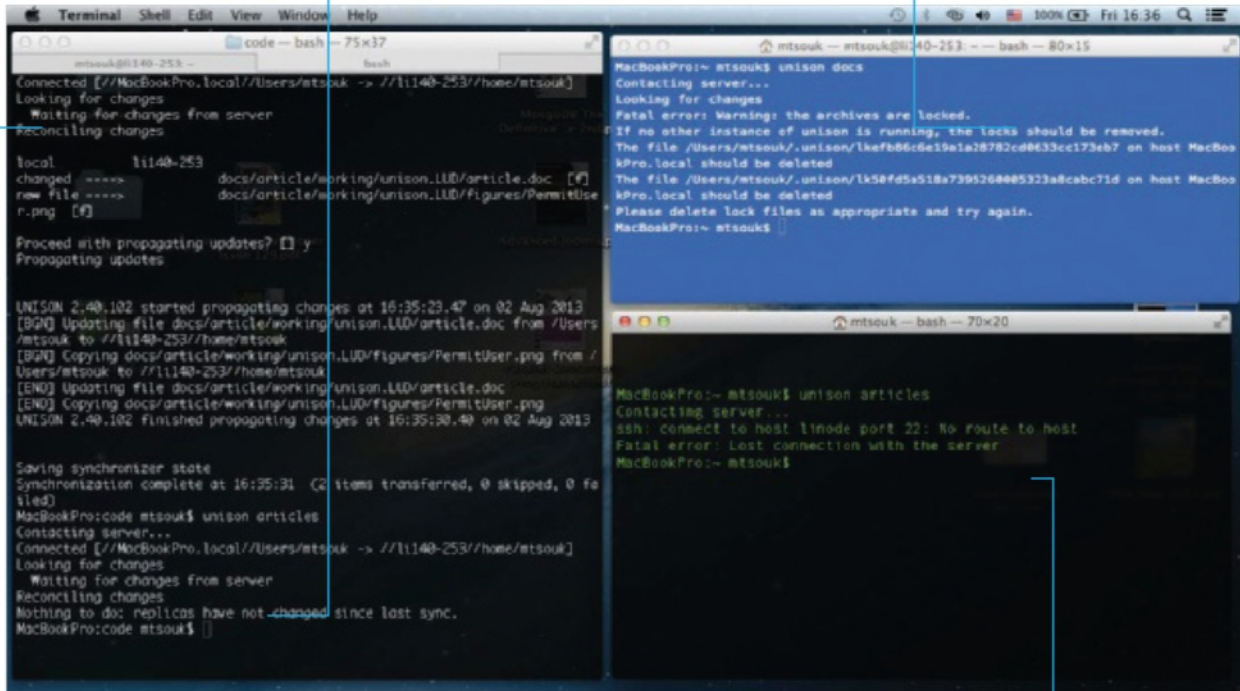 Terminal Shell Edit View Window Help
100% Fri 16:36
code — bash — 75×37
mtsouk@li140-253: ~
bash
Connected [//MacBookPro.local//Users/mtsouk -> //li140-253//home/mtsouk]
Looking for changes
Waiting for changes from server
Reconciling changes
local li140-253
changed ----> docs/article/working/unison.LUD/article.doc [f]
new file ----> docs/article/working/unison.LUD/figures/PermitUse
r.png [f]
Proceed with propagating updates? [] y
Propagating updates
UNISON 2.40.102 started propagating changes at 16:35:23.47 on 02 Aug 2013
[BGN] Updating file docs/article/working/unison.LUD/article.doc from /Users
/mtsouk to //li140-253//home/mtsouk
[BGN] Copying docs/article/working/unison.LUD/figures/PermitUser.png from /
Users/mtsouk to //li140-253//home/mtsouk
[END] Updating file docs/article/working/unison.LUD/article.doc
[END] Copying docs/article/working/unison.LUD/figures/PermitUser.png
UNISON 2.40.102 finished propagating changes at 16:35:30.40 on 02 Aug 2013
Saving synchronizer state
Synchronization complete at 16:35:31 (2 items transferred, 0 skipped, 0 fa
iled)
MacBookPro:code mtsouk$ unison articles
Contacting server...
Connected [//MacBookPro.local//Users/mtsouk -> //li140-253//home/mtsouk]
Looking for changes
Waiting for changes from server
Reconciling changes
Nothing to do: replicas have not changed since last sync.
MacBookPro:code mtsouk$
mtsouk — mtsouk@li140-253: ~ — bash — 80×15
MacBookPro:~ mtsouk$ unison docs
Contacting server...
Looking for changes
Fatal error: Warning: the archives are locked.
If no other instance of unison is running, the locks should be removed.
The file /Users/mtsouk/.unison/lkefb86c6e19a1a28782cd0633cc173eb7 on host MacBoo
kPro.local should be deleted
The file /Users/mtsouk/.unison/lk50fd5a518a7395260005323a8cabc71d on host MacBoo
kPro.local should be deleted
Please delete lock files as appropriate and try again.
MacBookPro:~ mtsouk$
mtsouk — bash — 70×20
MacBookPro:~ mtsouk$ unison articles
Contacting server...
ssh: connect to host linode port 22: No route to host
Fatal error: Lost connection with the server
MacBookPro:~ mtsouk$